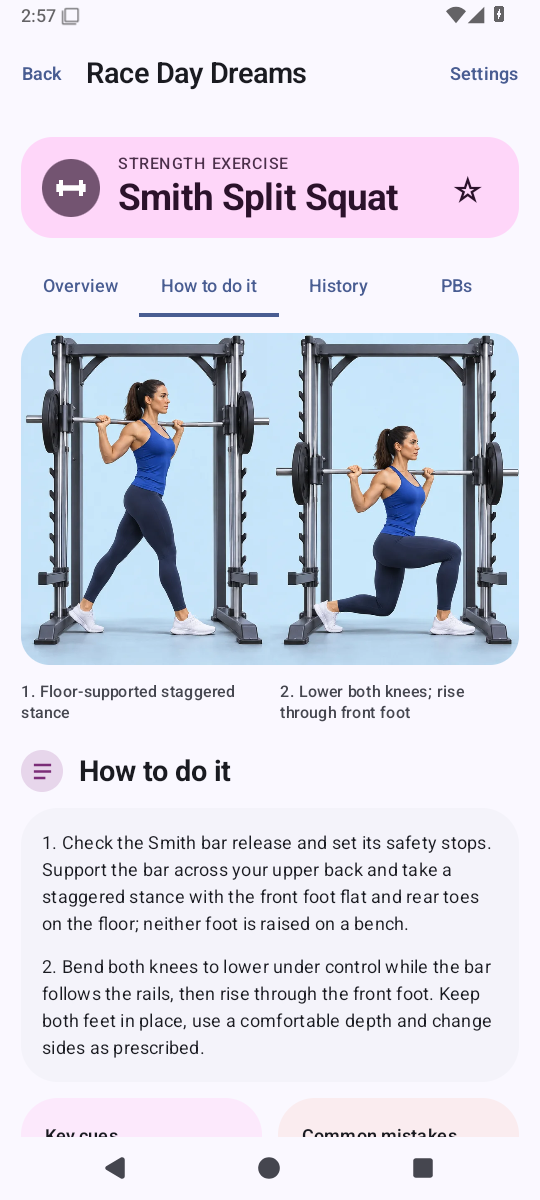 2:57
Back
Race Day Dreams
Settings
STRENGTH EXERCISE
Smith Split Squat
Overview
How to do it
History
PBs
1. Floor-supported staggered
stance
2. Lower both knees; rise
through front foot
How to do it
1. Check the Smith bar release and set its safety stops.
Support the bar across your upper back and take a
staggered stance with the front foot flat and rear toes
on the floor; neither foot is raised on a bench.
2. Bend both knees to lower under control while the bar
follows the rails, then rise through the front foot. Keep
both feet in place, use a comfortable depth and change
sides as prescribed.
Key cues
Common mistakes